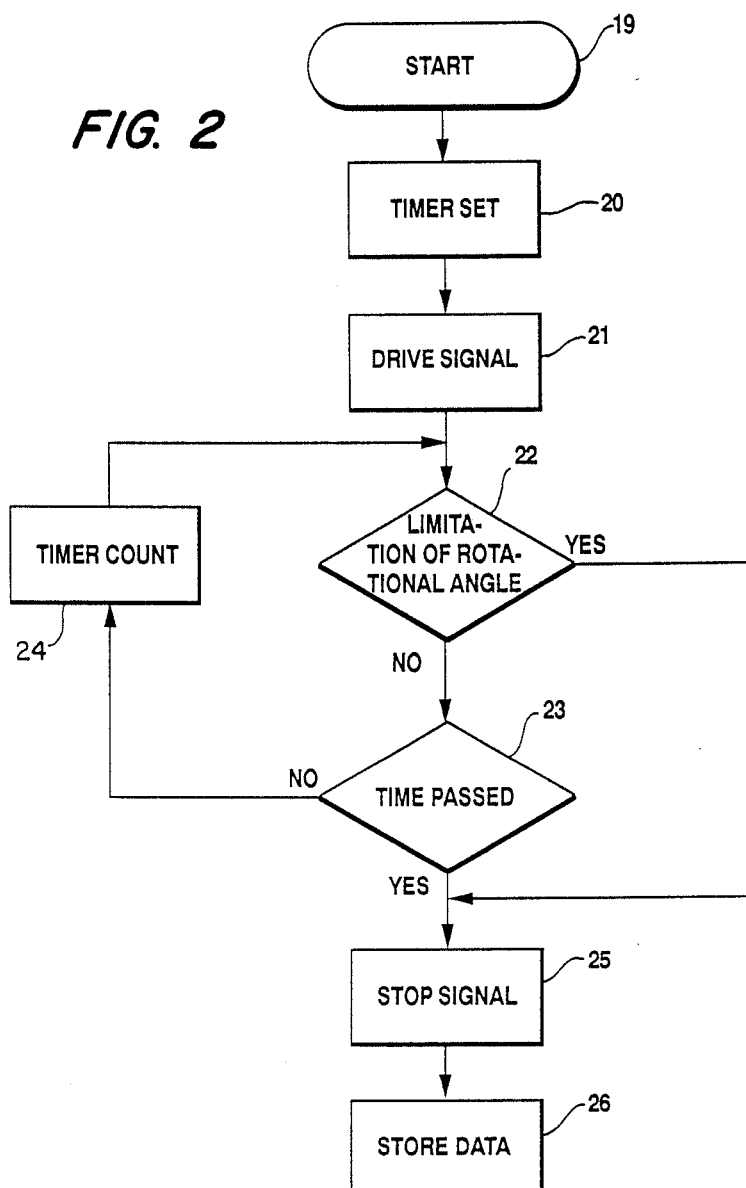 FIG. 2
START
19
TIMER SET
20
DRIVE SIGNAL
21
22
LIMITA-
TION OF ROTA-
TIONAL ANGLE
YES
TIMER COUNT
24
NO
23
NO
TIME PASSED
YES
STOP SIGNAL
25
STORE DATA
26